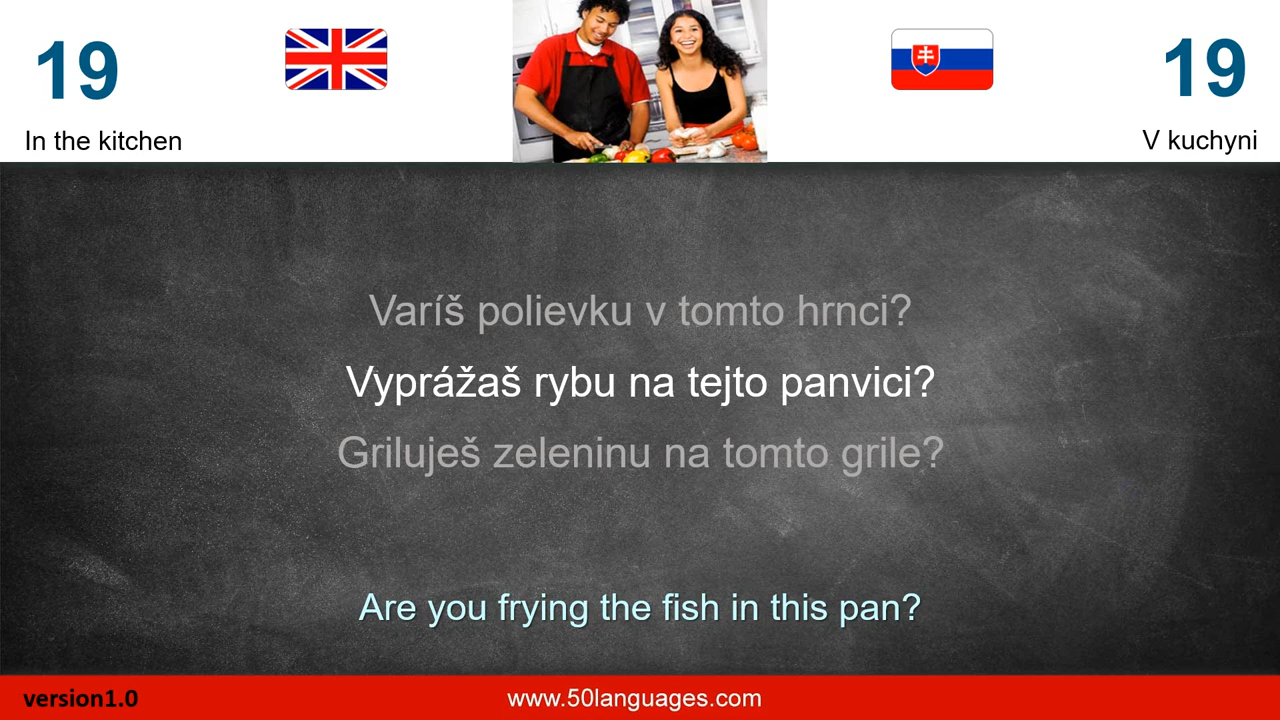 19
19
In the kitchen
V kuchyni
Varíš polievku v tomto hrnci?
Vyprážaš rybu na tejto panvici?
Griluješ zeleninu na tomto grile?
Are you frying the fish in this pan?
version1.0
www.50languages.com